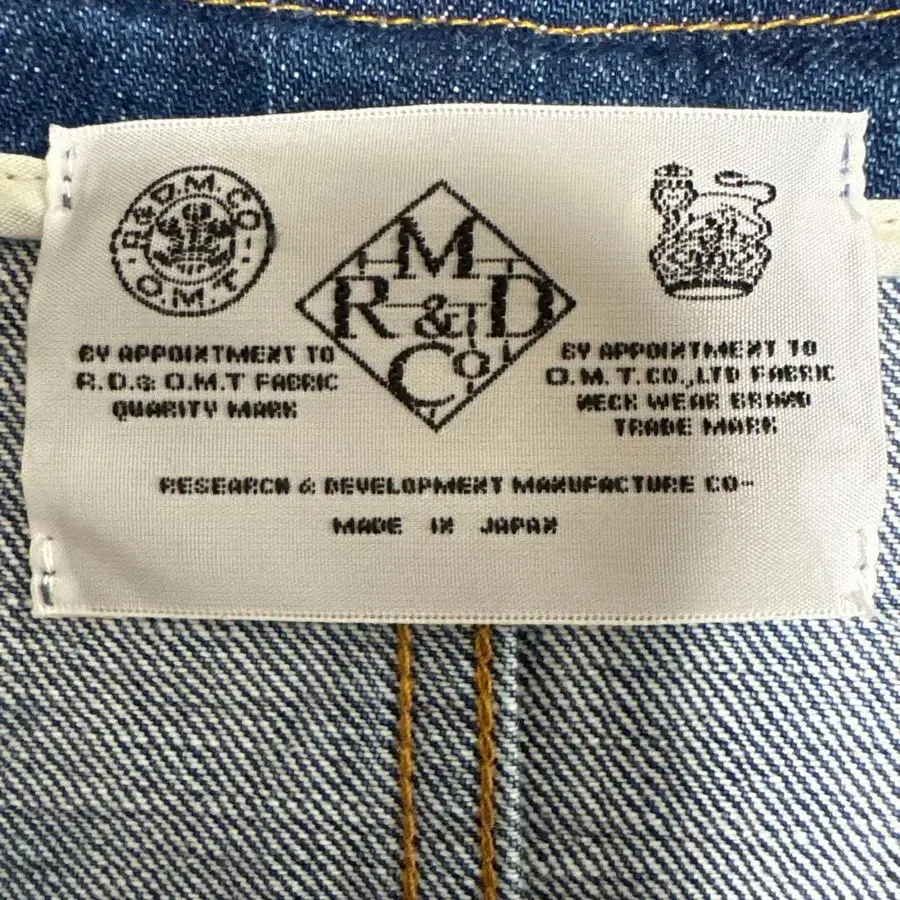 R.&D.M.CO-
O.M.T.
M
R & D
Co
BY APPOINTMENT TO
R.D.& O.M.T FABRIC
QUARITY MARK
BY APPOINTMENT TO
O.M.T.CO.,LTD FABRIC
NECK WEAR BRAND
TRADE MARK
RESEARCH & DEVELOPMENT MANUFACTURE CO--
MADE IN JAPAN